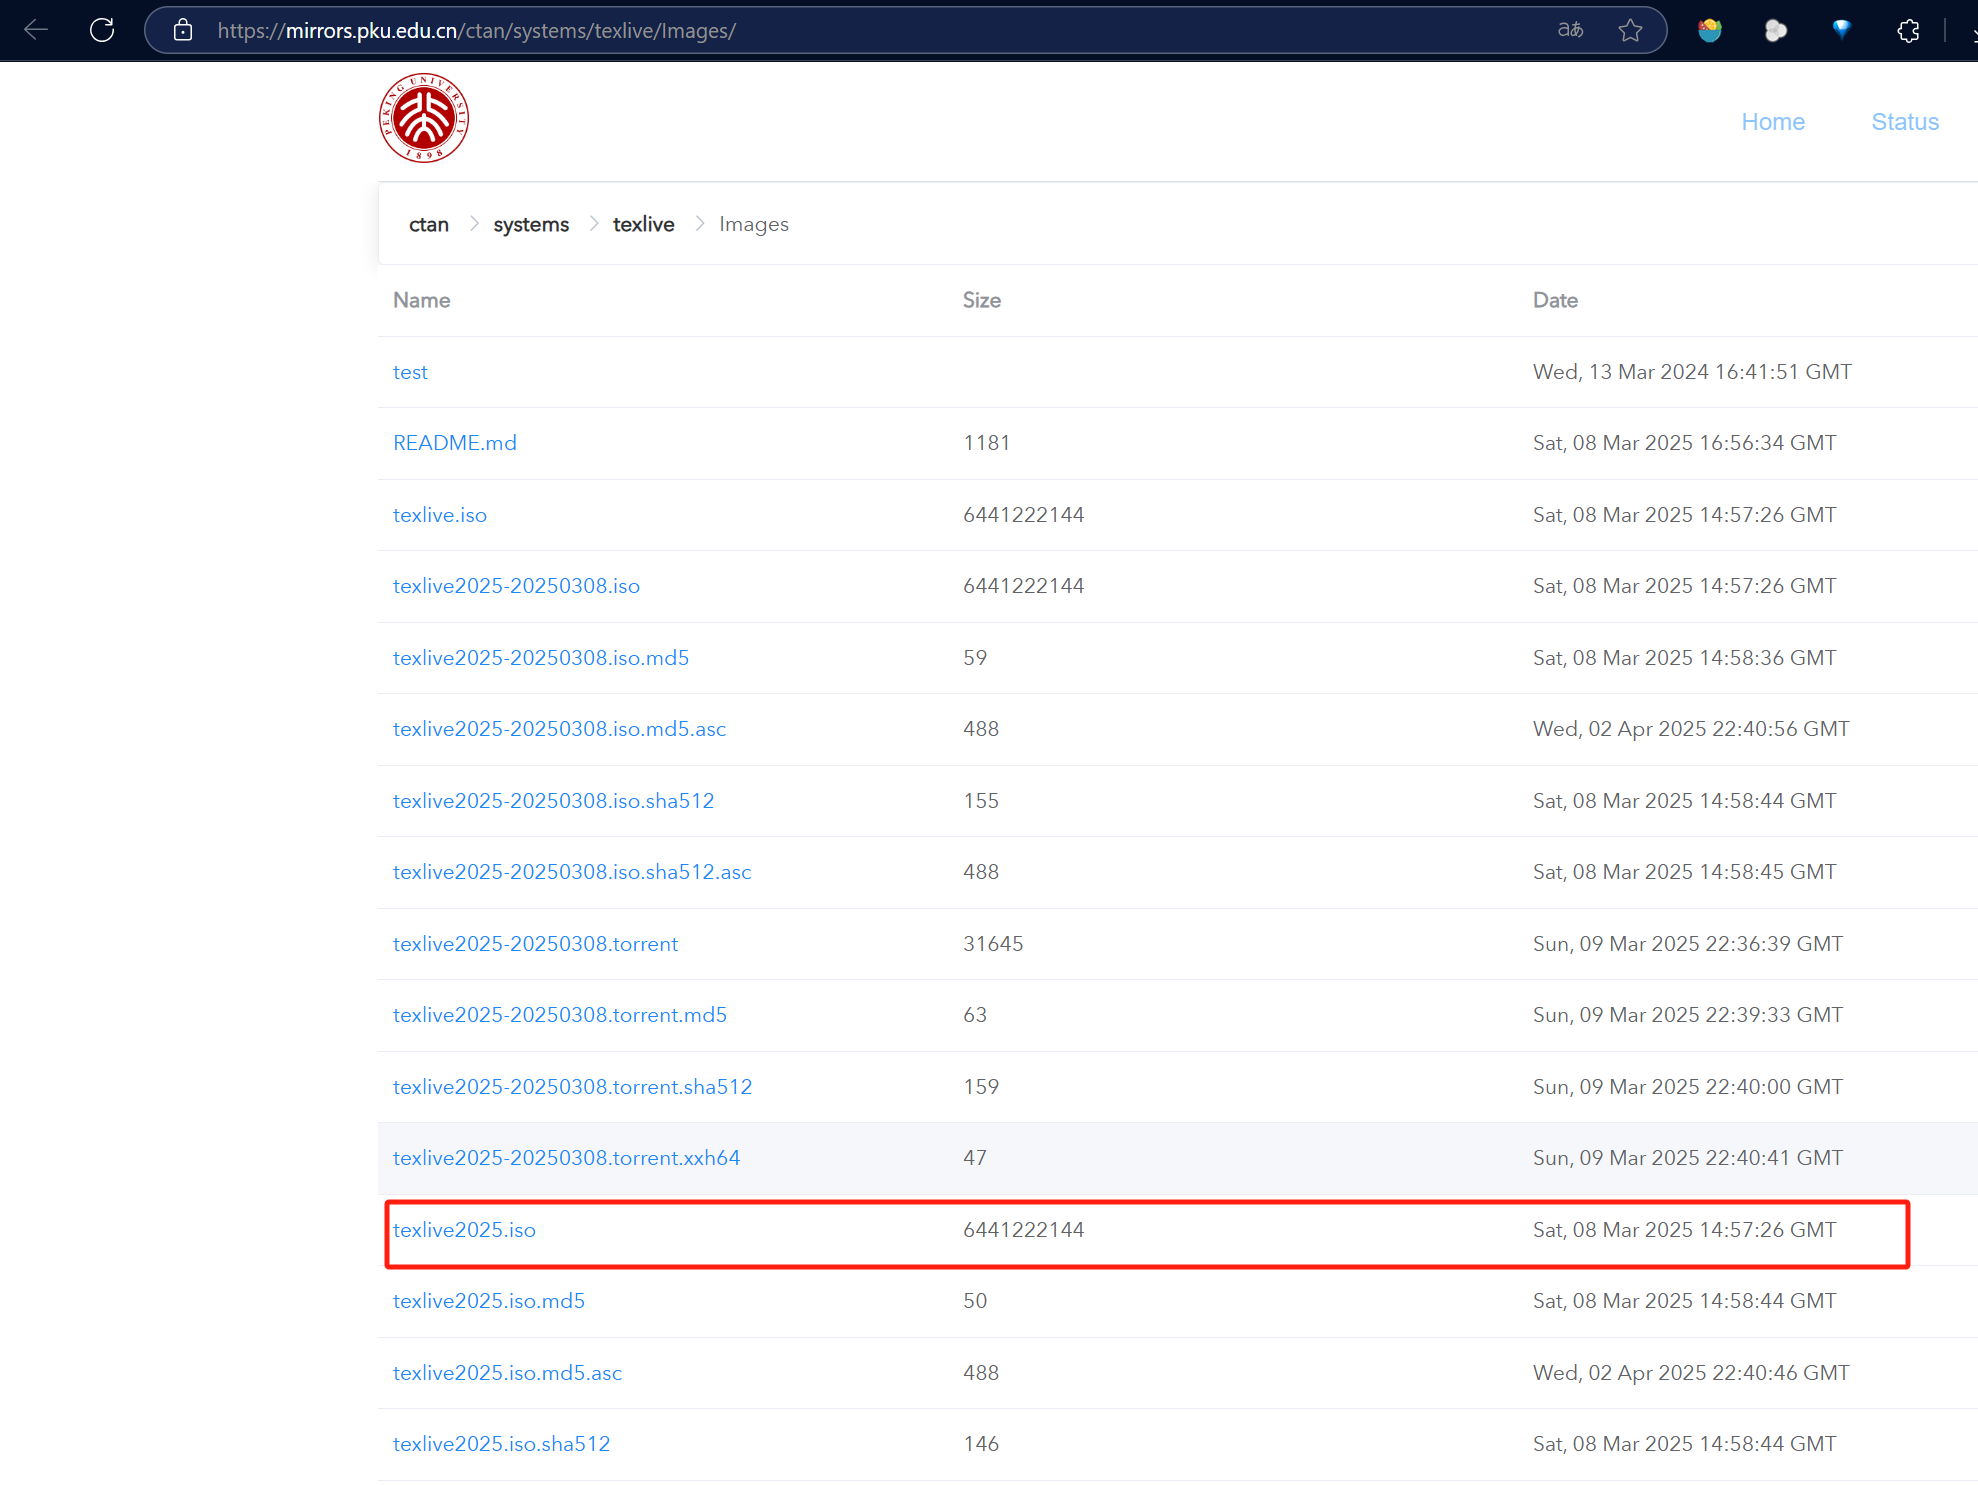 https://mirrors.pku.edu.cn/ctan/systems/texlive/Images/
aあ
PEKING UNIVERSITY
1898
Home Status
ctan systems texlive Images
Name Size Date
test Wed, 13 Mar 2024 16:41:51 GMT
README.md 1181 Sat, 08 Mar 2025 16:56:34 GMT
texlive.iso 6441222144 Sat, 08 Mar 2025 14:57:26 GMT
texlive2025-20250308.iso 6441222144 Sat, 08 Mar 2025 14:57:26 GMT
texlive2025-20250308.iso.md5 59 Sat, 08 Mar 2025 14:58:36 GMT
texlive2025-20250308.iso.md5.asc 488 Wed, 02 Apr 2025 22:40:56 GMT
texlive2025-20250308.iso.sha512 155 Sat, 08 Mar 2025 14:58:44 GMT
texlive2025-20250308.iso.sha512.asc 488 Sat, 08 Mar 2025 14:58:45 GMT
texlive2025-20250308.torrent 31645 Sun, 09 Mar 2025 22:36:39 GMT
texlive2025-20250308.torrent.md5 63 Sun, 09 Mar 2025 22:39:33 GMT
texlive2025-20250308.torrent.sha512 159 Sun, 09 Mar 2025 22:40:00 GMT
texlive2025-20250308.torrent.xxh64 47 Sun, 09 Mar 2025 22:40:41 GMT
texlive2025.iso 6441222144 Sat, 08 Mar 2025 14:57:26 GMT
texlive2025.iso.md5 50 Sat, 08 Mar 2025 14:58:44 GMT
texlive2025.iso.md5.asc 488 Wed, 02 Apr 2025 22:40:46 GMT
texlive2025.iso.sha512 146 Sat, 08 Mar 2025 14:58:44 GMT